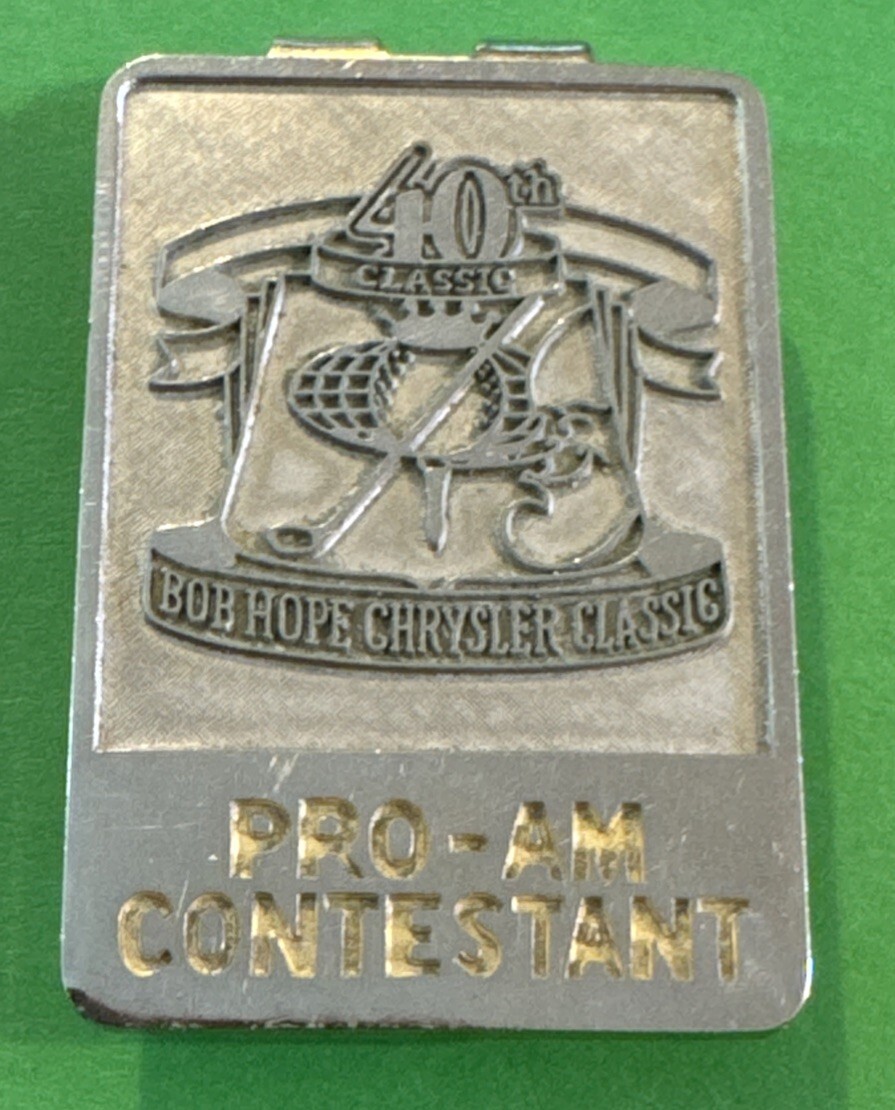 40th
CLASSIC
BOB HOPE CHRYSLER CLASSIC
PRO-AM
CONTESTANT